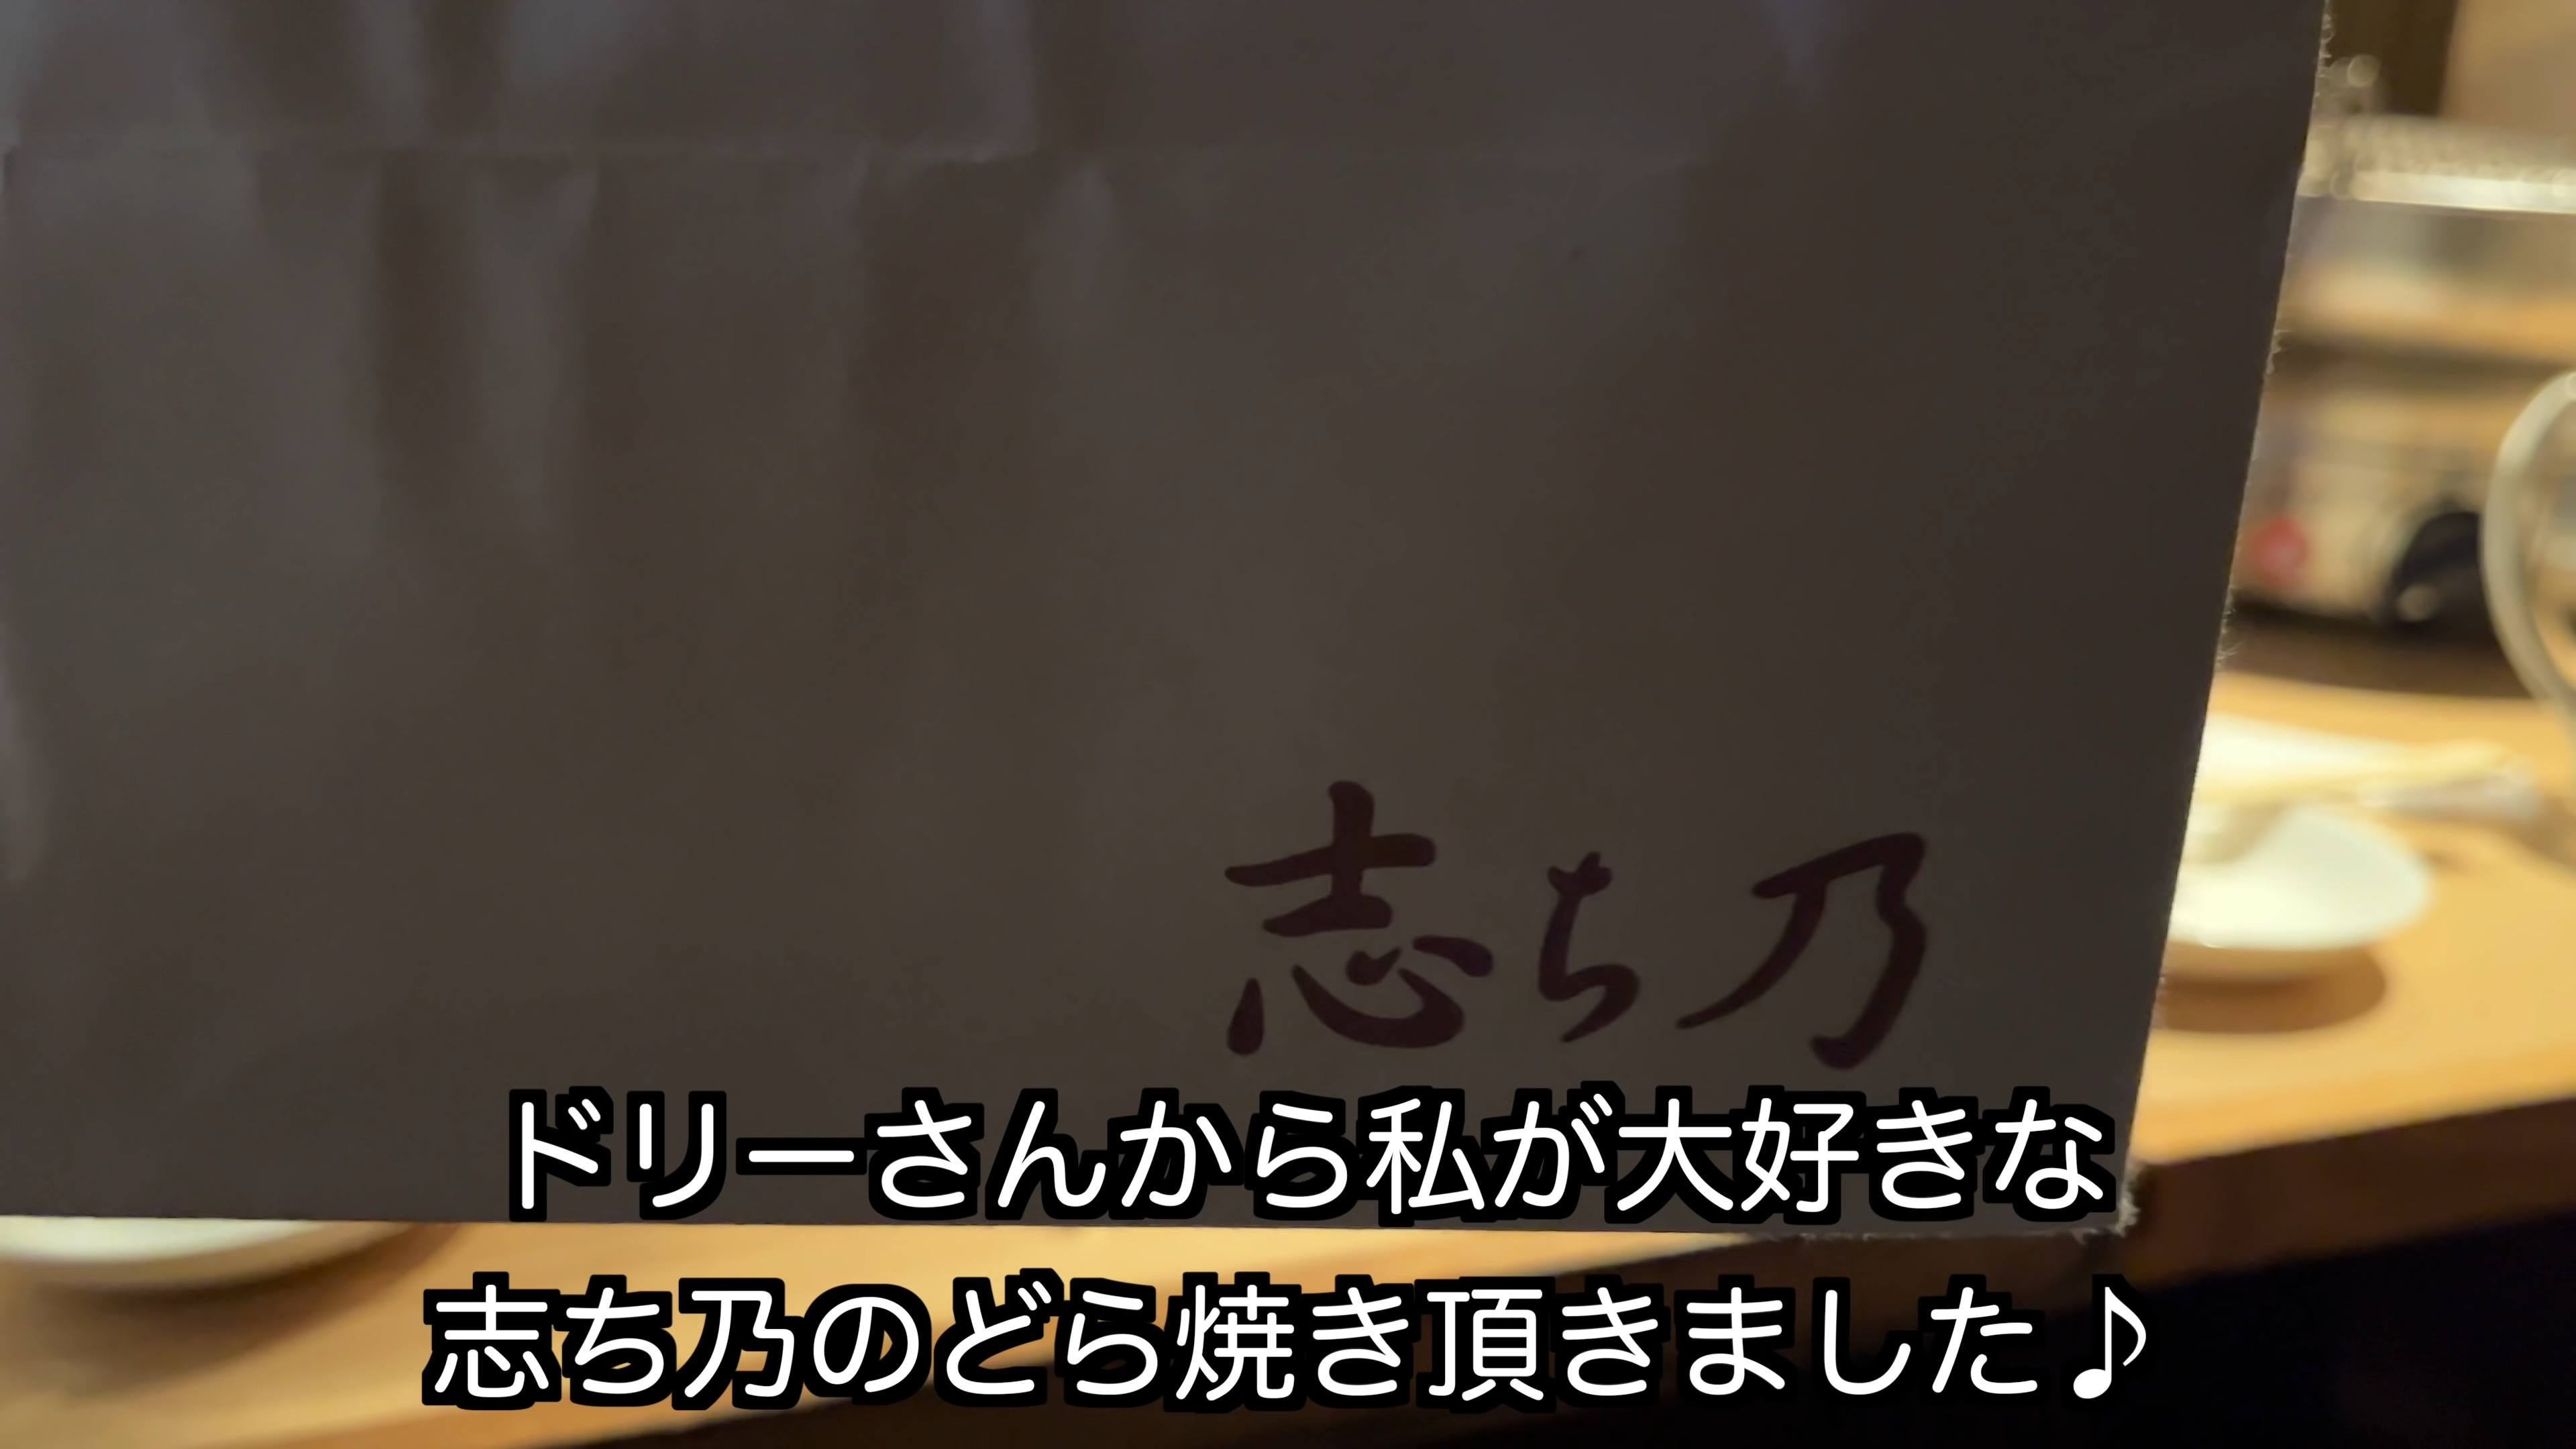 志ち乃
ドリーさんから私が大好きな
志ち乃のどら焼き頂きました♪